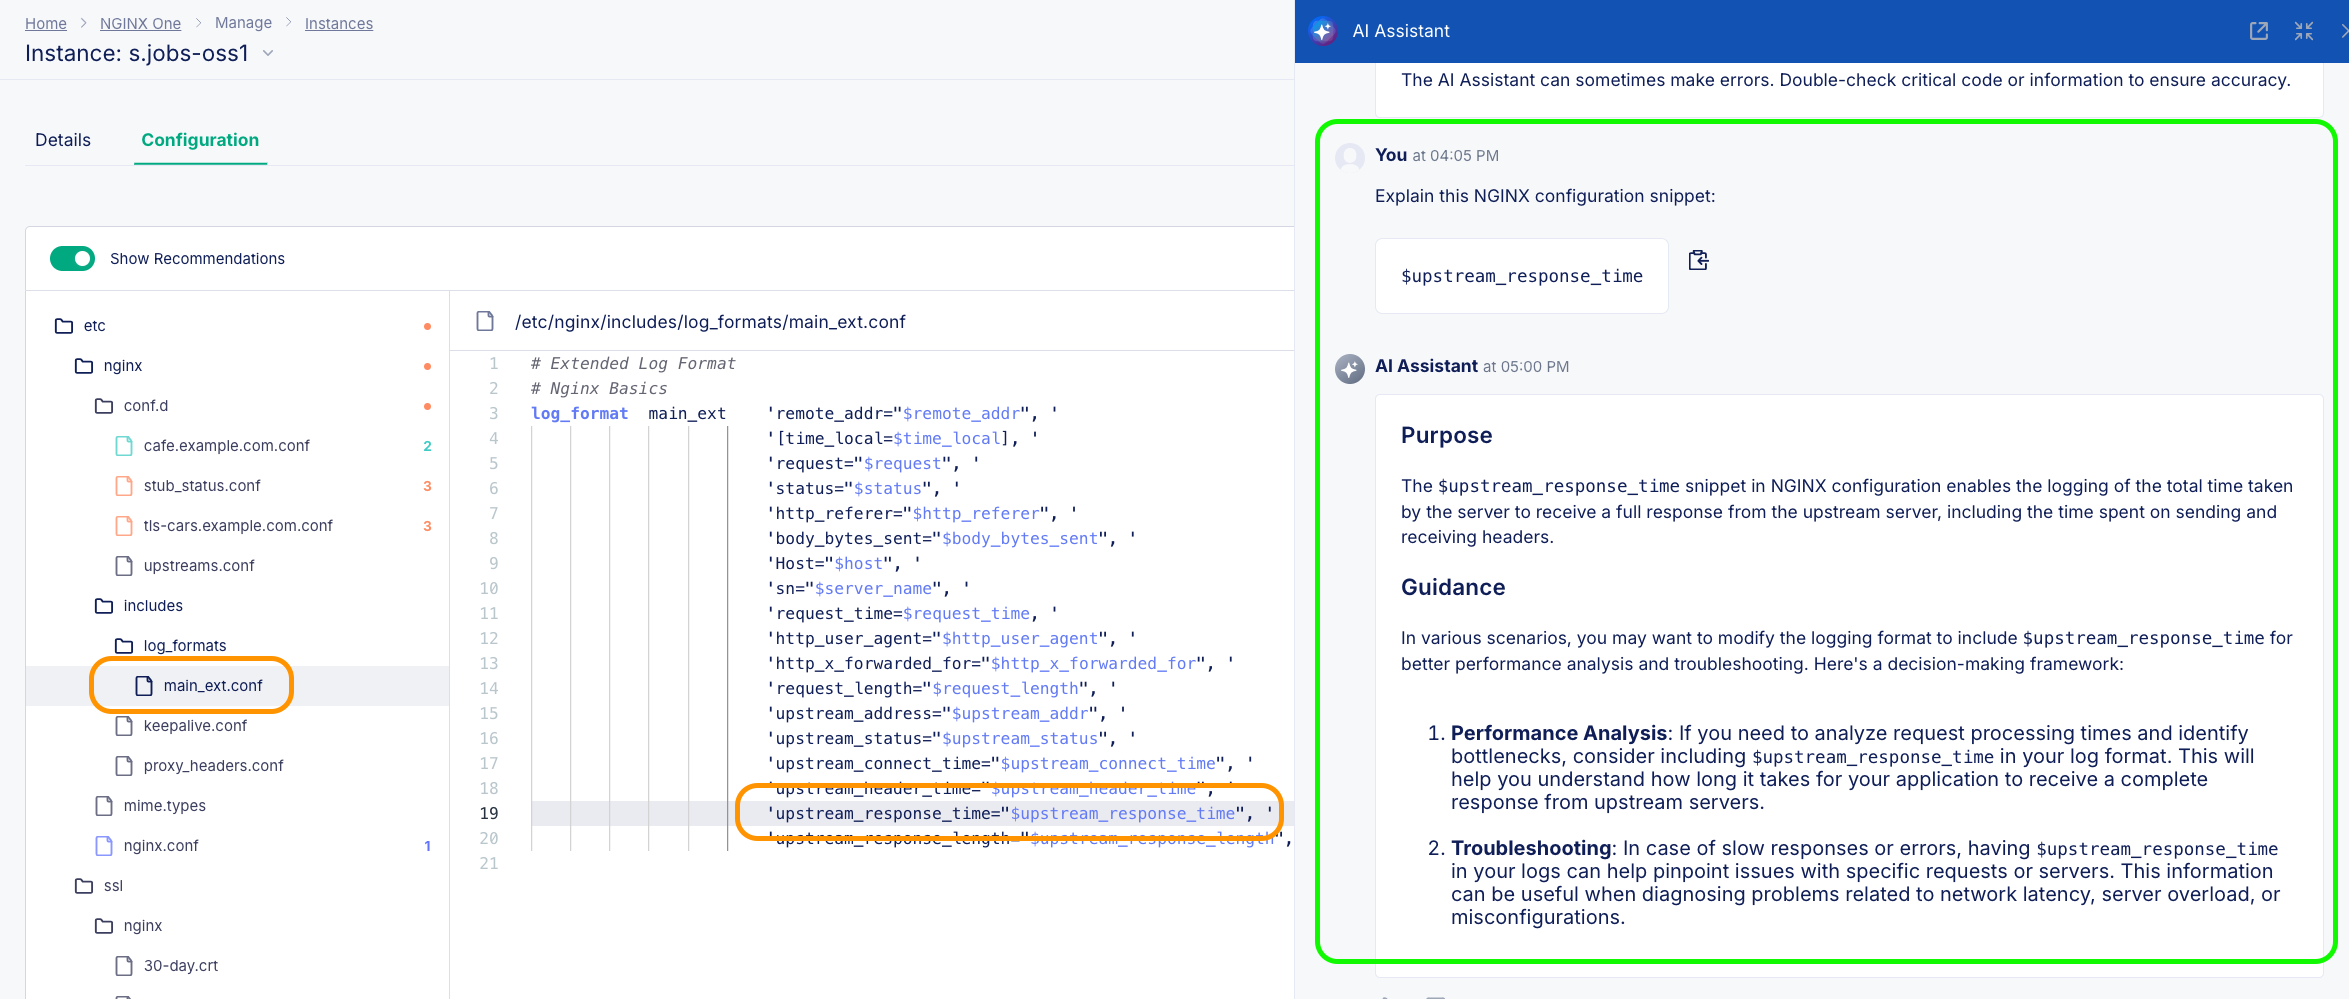 Home > NGINX One > Manage > Instances
Instance: s.jobs-oss1
Details Configuration
Show Recommendations
etc
nginx
conf.d
cafe.example.com.conf 2
stub_status.conf 3
tls-cars.example.com.conf 3
upstreams.conf
includes
log_formats
main_ext.conf
keepalive.conf
proxy_headers.conf
mime.types
nginx.conf 1
ssl
nginx
30-day.crt
/etc/nginx/includes/log_formats/main_ext.conf
1 # Extended Log Format
2 # Nginx Basics
3 log_format main_ext 'remote_addr="$remote_addr", '
4 '[time_local=$time_local], '
5 'request="$request", '
6 'status="$status", '
7 'http_referer="$http_referer", '
8 'body_bytes_sent="$body_bytes_sent", '
9 'Host="$host", '
10 'sn="$server_name", '
11 'request_time=$request_time, '
12 'http_user_agent="$http_user_agent", '
13 'http_x_forwarded_for="$http_x_forwarded_for", '
14 'request_length="$request_length", '
15 'upstream_address="$upstream_addr", '
16 'upstream_status="$upstream_status", '
17 'upstream_connect_time="$upstream_connect_time", '
18 'upstream_header_time="$upstream_header_time", '
19 'upstream_response_time="$upstream_response_time", '
20 'upstream_response_length="$upstream_response_length",
21
AI Assistant
The AI Assistant can sometimes make errors. Double-check critical code or information to ensure accuracy.
You at 04:05 PM
Explain this NGINX configuration snippet:
$upstream_response_time
AI Assistant at 05:00 PM
Purpose
The $upstream_response_time snippet in NGINX configuration enables the logging of the total time taken
by the server to receive a full response from the upstream server, including the time spent on sending and
receiving headers.
Guidance
In various scenarios, you may want to modify the logging format to include $upstream_response_time for
better performance analysis and troubleshooting. Here's a decision-making framework:
1. Performance Analysis: If you need to analyze request processing times and identify
bottlenecks, consider including $upstream_response_time in your log format. This will
help you understand how long it takes for your application to receive a complete
response from upstream servers.
2. Troubleshooting: In case of slow responses or errors, having $upstream_response_time
in your logs can help pinpoint issues with specific requests or servers. This information
can be useful when diagnosing problems related to network latency, server overload, or
misconfigurations.